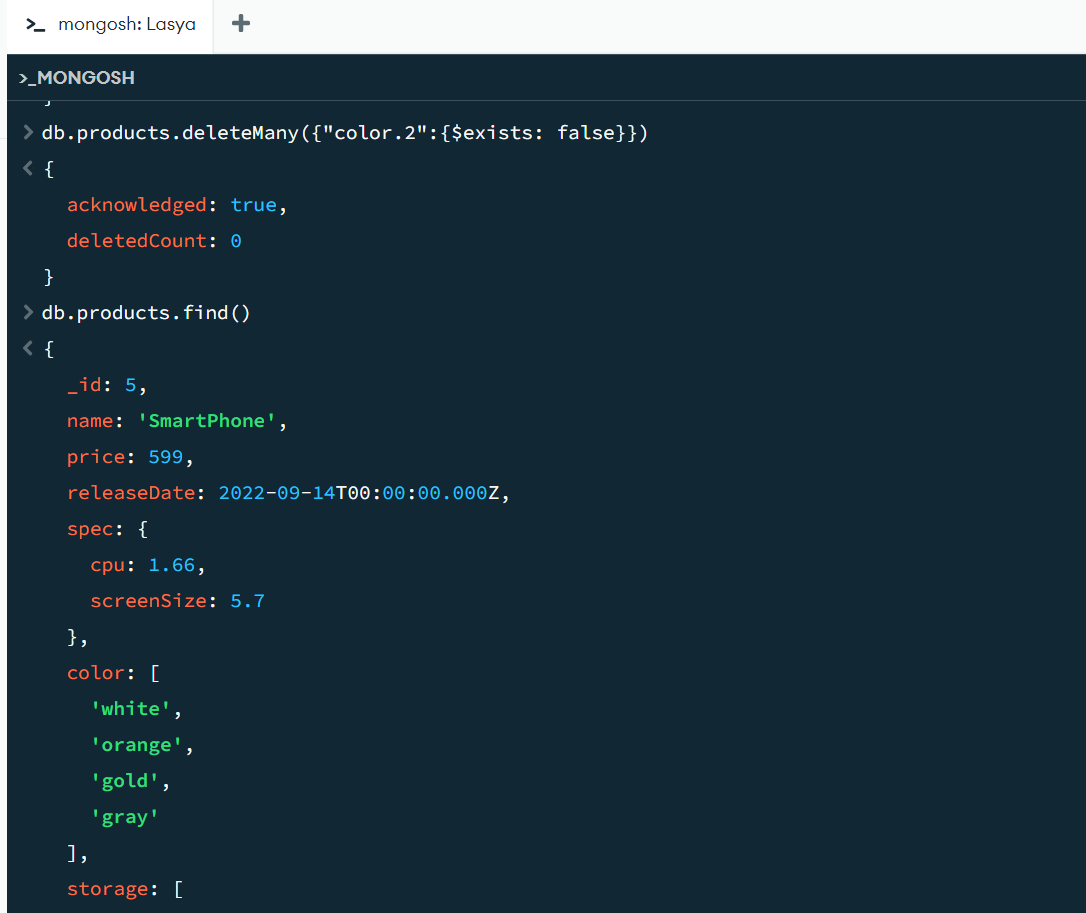 >_ mongosh: Lasya +
>_MONGOSH
}
> db.products.deleteMany({"color.2":{$exists: false}})
< {
acknowledged: true,
deletedCount: 0
}
> db.products.find()
< {
_id: 5,
name: 'SmartPhone',
price: 599,
releaseDate: 2022-09-14T00:00:00.000Z,
spec: {
cpu: 1.66,
screenSize: 5.7
},
color: [
'white',
'orange',
'gold',
'gray'
],
storage: [